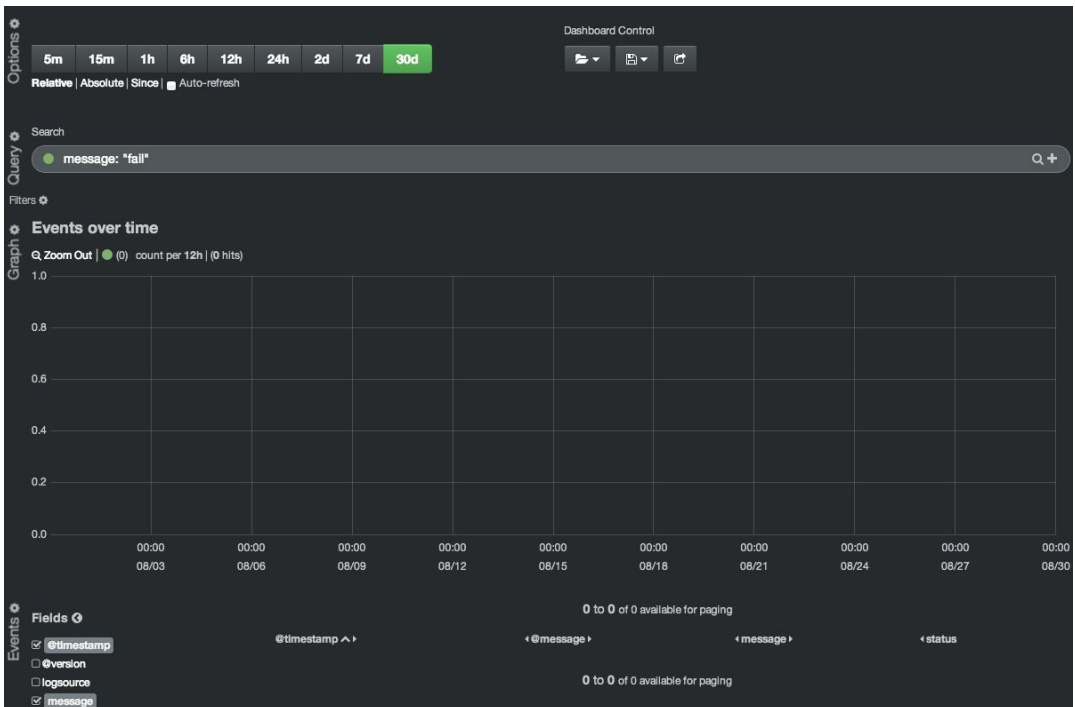 Options
Dashboard Control
5m 15m 1h 6h 12h 24h 2d 7d 30d
Relative | Absolute | Since | Auto-refresh
Query
Search
message: "fail"
Filters
Graph
Events over time
Zoom Out | (0) count per 12h | (0 hits)
1.0
0.8
0.6
0.4
0.2
0.0
00:00 00:00 00:00 00:00 00:00 00:00 00:00 00:00 00:00 00:00
08/03 08/06 08/09 08/12 08/15 08/18 08/21 08/24 08/27 08/30
Events
Fields
0 to 0 of 0 available for paging
@timestamp @message message status
@timestamp
@version
logsource
0 to 0 of 0 available for paging
message